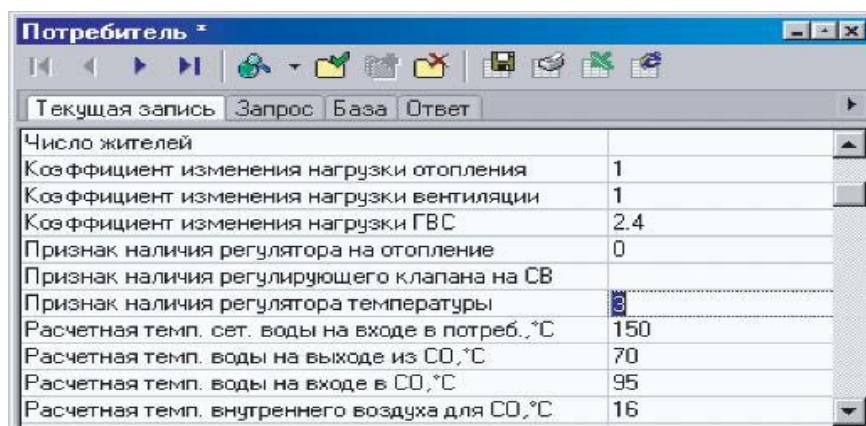 Потребитель *
Текущая запись Запрос База Ответ
Число жителей
Коэффициент изменения нагрузки отопления 1
Коэффициент изменения нагрузки вентиляции 1
Коэффициент изменения нагрузки ГВС 2.4
Признак наличия регулятора на отопление 0
Признак наличия регулирующего клапана на СВ
Признак наличия регулятора температуры 3
Расчетная темп. сет. воды на входе в потреб.,°С 150
Расчетная темп. воды на выходе из СО,°С 70
Расчетная темп. воды на входе в СО,°С 95
Расчетная темп. внутреннего воздуха для СО,°С 16